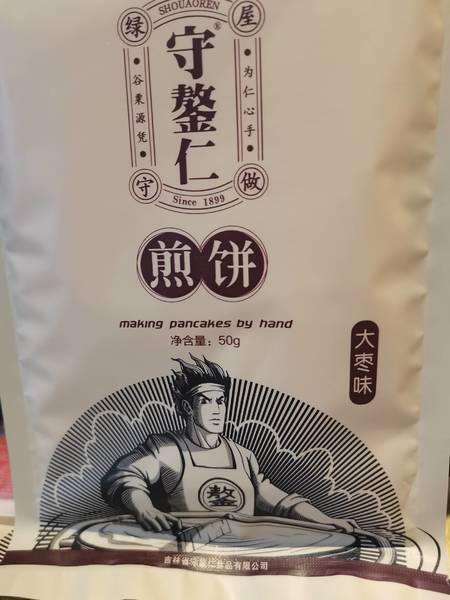 SHOUAOREN
绿
屋
守鏊仁®
谷粟源凭
为仁心手
守
做
Since 1899
煎饼
making pancakes by hand
净含量：50g
大枣味
鏊